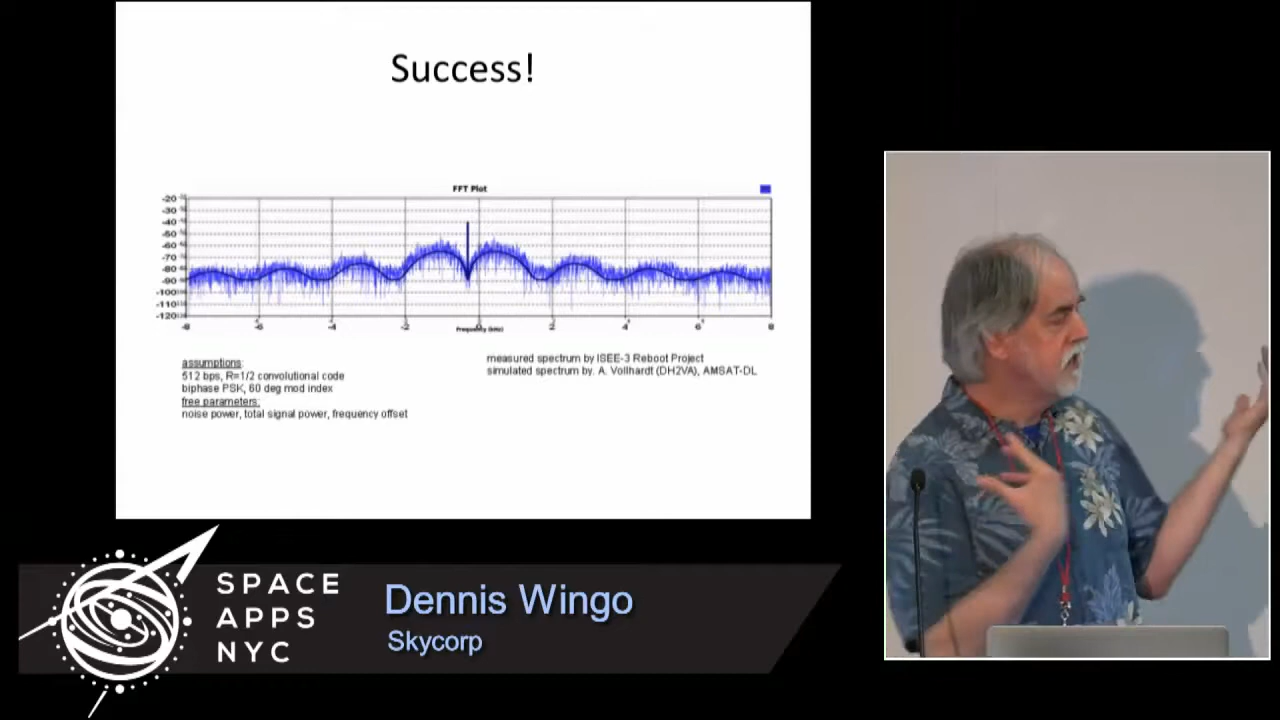 Success!
FFT Plot
-20
-30
-40
-50
-60
-70
-80
-90
-100
-110
-120
-8
-6
-4
-2
0
2
4
6
8
Frequency (kHz)
assumptions:
512 bps, R=1/2 convolutional code
biphase PSK, 60 deg mod index
free parameters:
noise power, total signal power, frequency offset
measured spectrum by ISEE-3 Reboot Project
simulated spectrum by. A. Vollhardt (DH2VA), AMSAT-DL
SPACE
APPS
NYC
Dennis Wingo
Skycorp